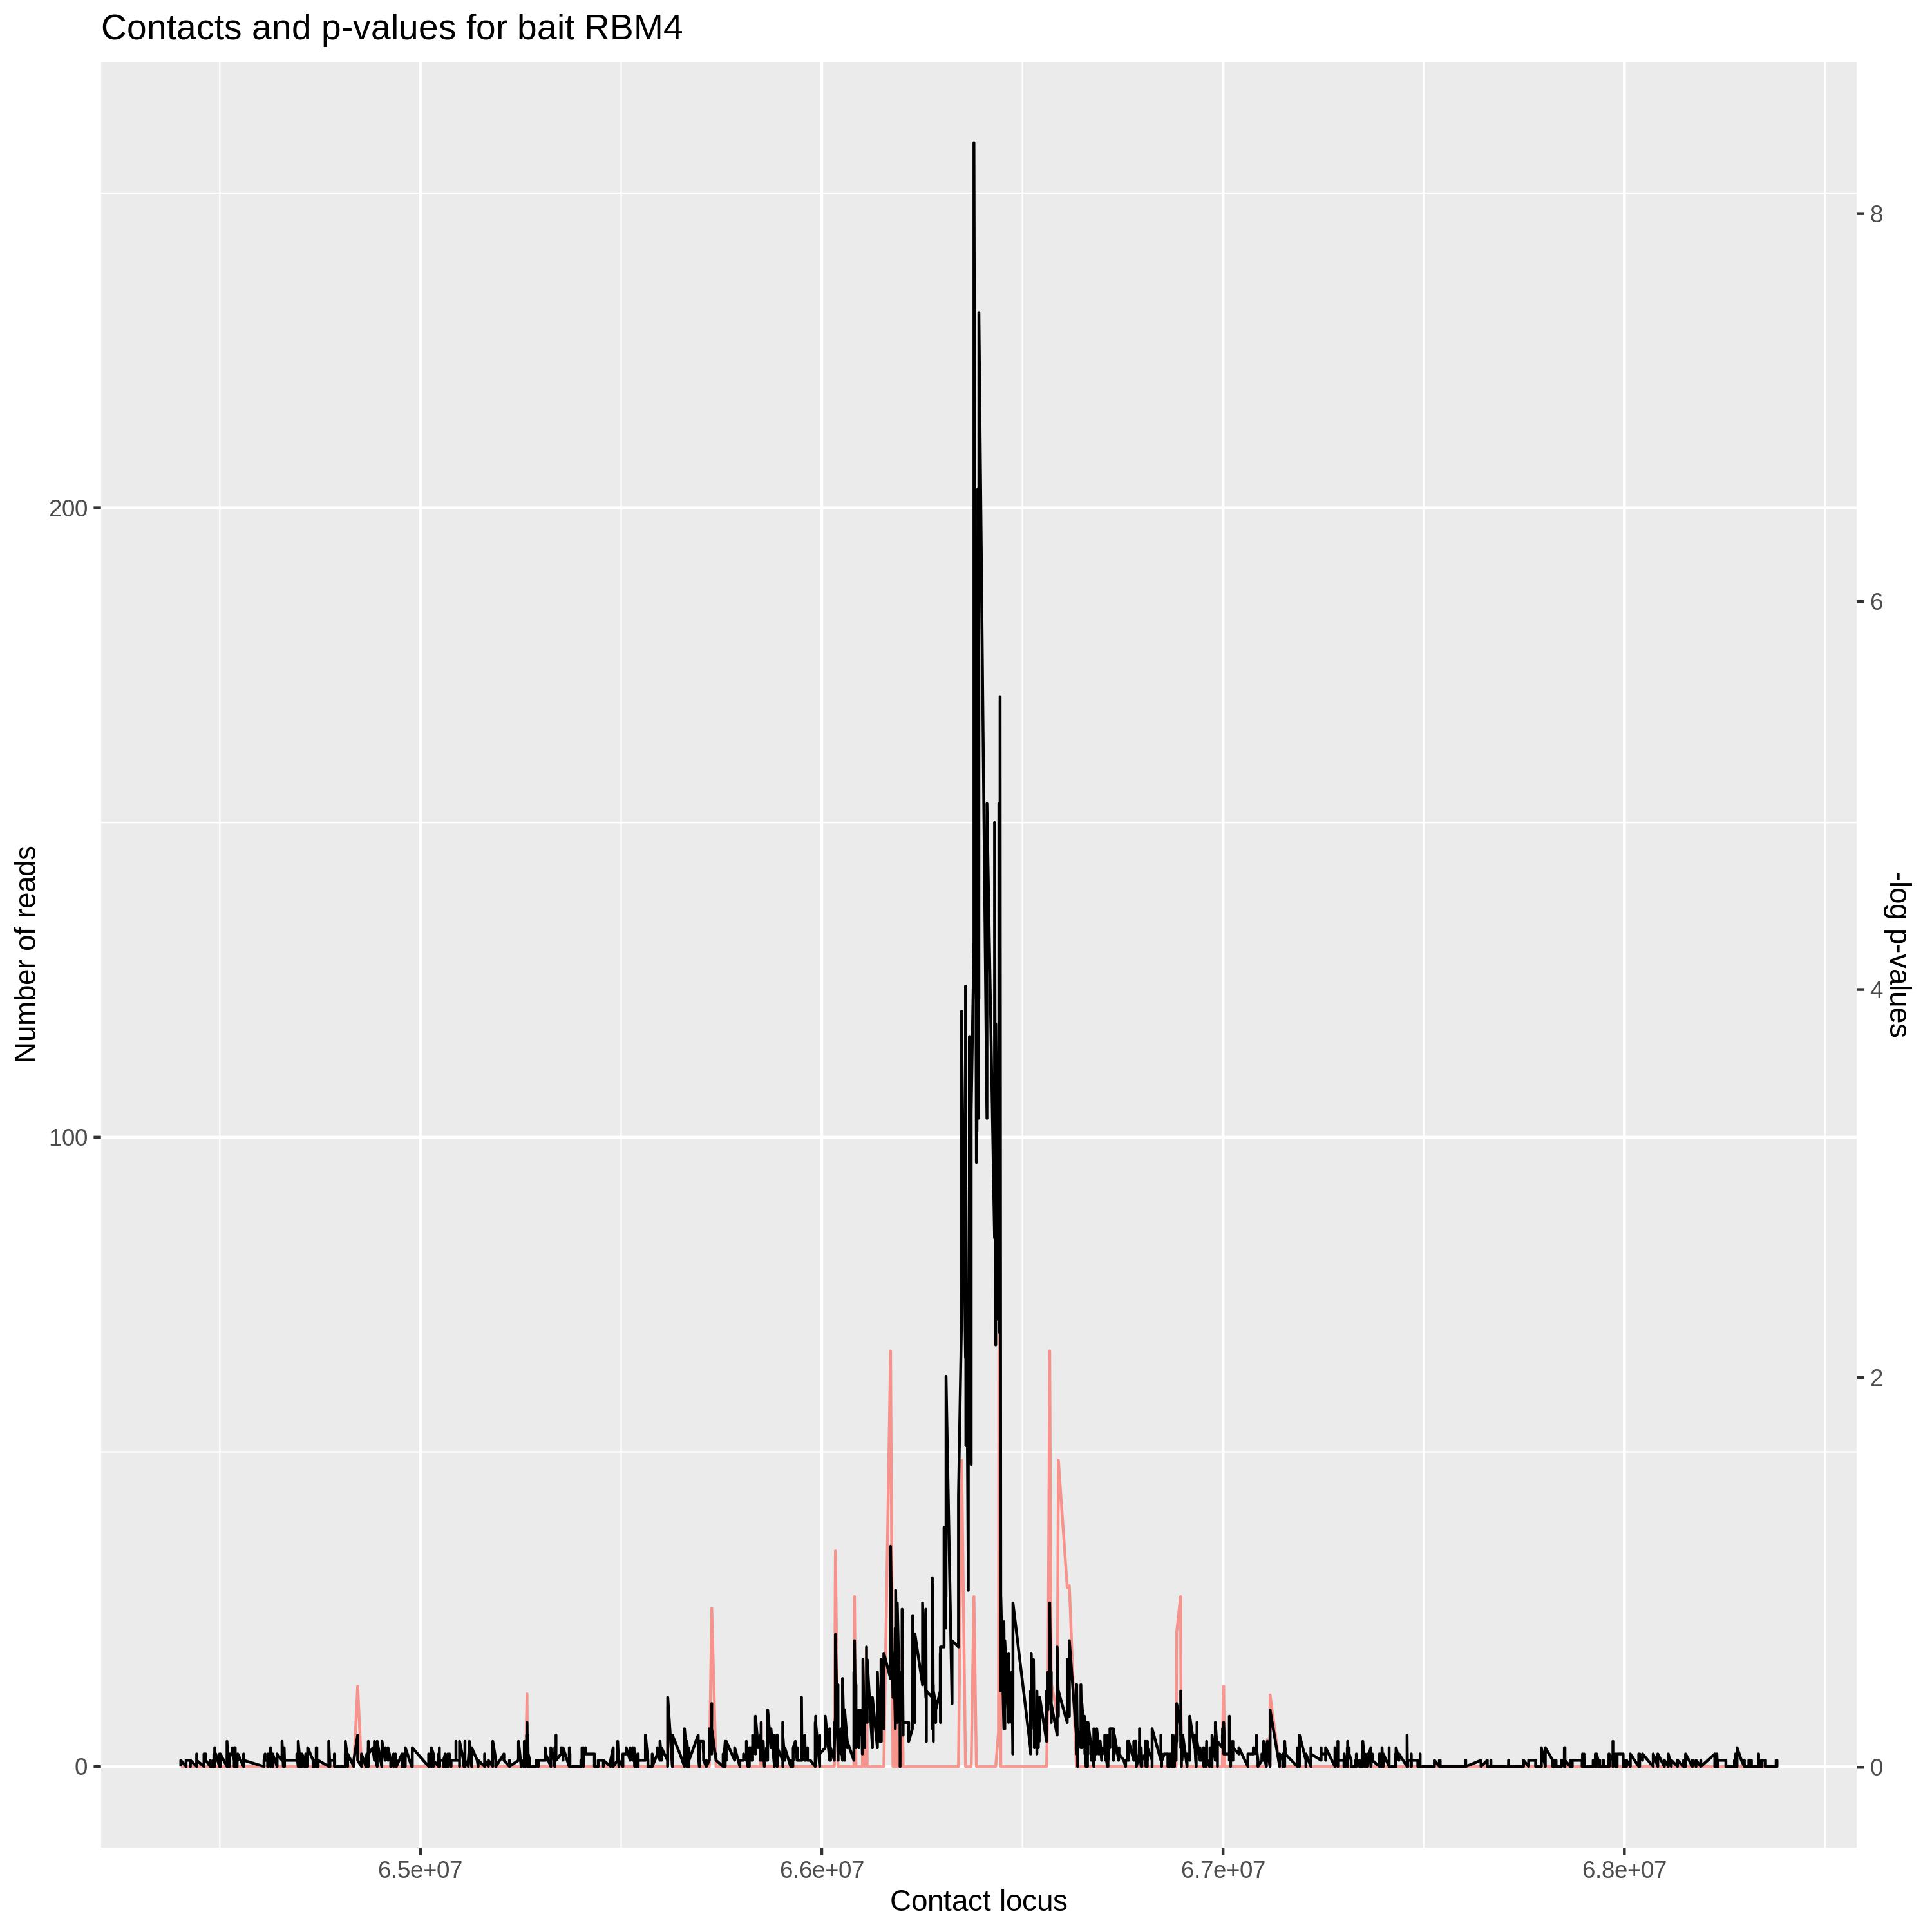 Contacts and p-values for bait RBM4
Number of reads
200
100
0
8
6
4
2
0
-log p-values
6.5e+07 6.6e+07 6.7e+07 6.8e+07
Contact locus